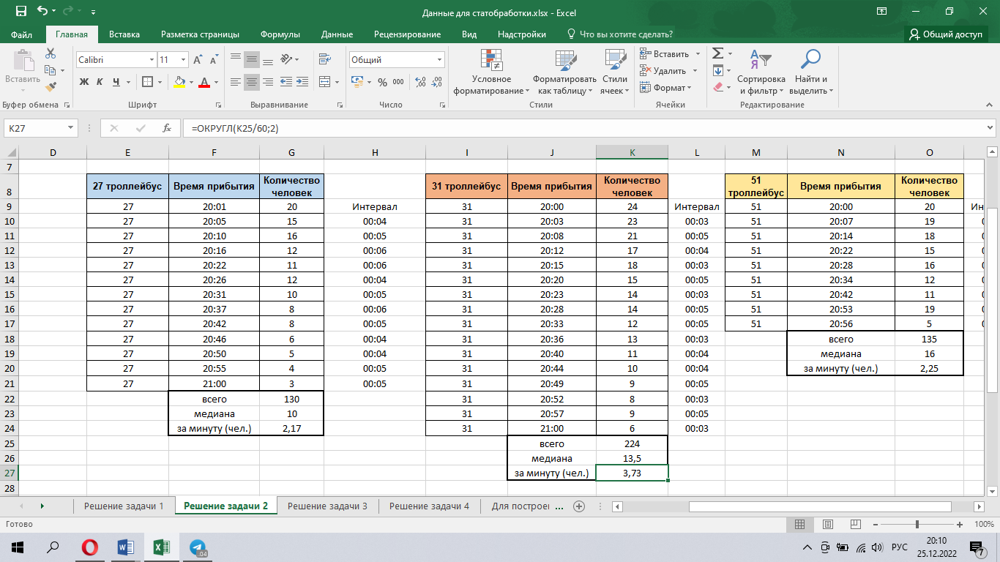 Данные для статобработки.xlsx - Excel
Файл Главная Вставка Разметка страницы Формулы Данные Рецензирование Вид Надстройки Что вы хотите сделать? Общий доступ
Вставить
Calibri 11
Ж К Ч
А
Общий
% 000
Условное форматирование
Форматировать как таблицу
Стили ячеек
Вставить
Удалить
Формат
Сортировка и фильтр
Найти и выделить
Буфер обмена Шрифт Выравнивание Число Стили Ячейки Редактирование
K27 fx =ОКРУГЛ(K25/60;2)
D E F G H I J K L M N O
7
8 27 троллейбус Время прибытия Количество человек 31 троллейбус Время прибытия Количество человек 51 троллейбус Время прибытия Количество человек
9 27 20:01 20 Интервал 31 20:00 24 Интервал 51 20:00 20 Ин
10 27 20:05 15 00:04 31 20:03 23 00:03 51 20:07 19
11 27 20:10 16 00:05 31 20:08 21 00:05 51 20:14 18
12 27 20:16 12 00:06 31 20:12 17 00:04 51 20:22 15
13 27 20:22 11 00:06 31 20:15 18 00:03 51 20:28 16
14 27 20:26 12 00:04 31 20:20 15 00:05 51 20:34 12
15 27 20:31 10 00:05 31 20:23 14 00:03 51 20:42 11
16 27 20:37 8 00:06 31 20:28 14 00:05 51 20:53 19
17 27 20:42 8 00:05 31 20:33 12 00:05 51 20:56 5
18 27 20:46 6 00:04 31 20:36 13 00:03 всего 135
19 27 20:50 5 00:04 31 20:40 11 00:04 медиана 16
20 27 20:55 4 00:05 31 20:44 10 00:04 за минуту (чел.) 2,25
21 27 21:00 3 00:05 31 20:49 9 00:05
22 всего 130 31 20:52 8 00:03
23 медиана 10 31 20:57 9 00:05
24 за минуту (чел.) 2,17 31 21:00 6 00:03
25 всего 224
26 медиана 13,5
27 за минуту (чел.) 3,73
28
Решение задачи 1 Решение задачи 2 Решение задачи 3 Решение задачи 4 Для построен ...
Готово 100%
.04 РУС 20:10
25.12.2022 7